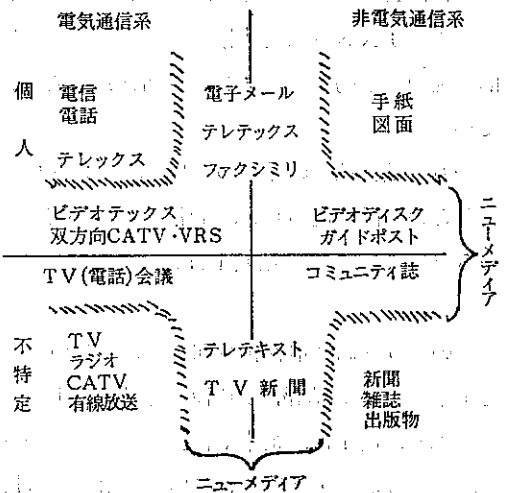 電気通信系
非電気通信系
個人
電信
電話
テレックス
電子メール
テレテックス
ファクシミリ
手紙
図面
ビデオテックス
双方向CATV・VRS
ビデオディスク
ガイドポスト
ニューメディア
TV(電話)会議
コミュニティ誌
不特定
TV
ラジオ
CATV
有線放送
テレテキスト
TV新聞
新聞
雑誌
出版物
ニューメディア